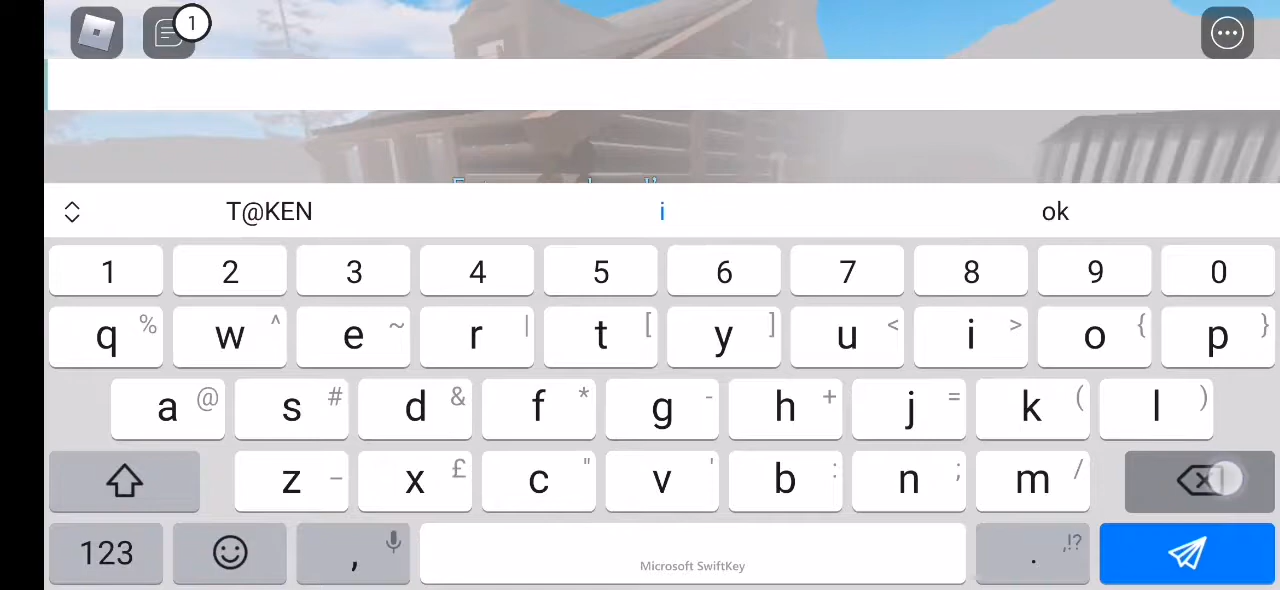 1
T@KEN i ok
1 2 3 4 5 6 7 8 9 0
q % w ^ e ~ r | t [ y ] u < i > o { p }
a @ s # d & f * g - h + j = k ( l )
z _ x £ c " v ' b : n ; m /
123 , . ,!?
Microsoft SwiftKey